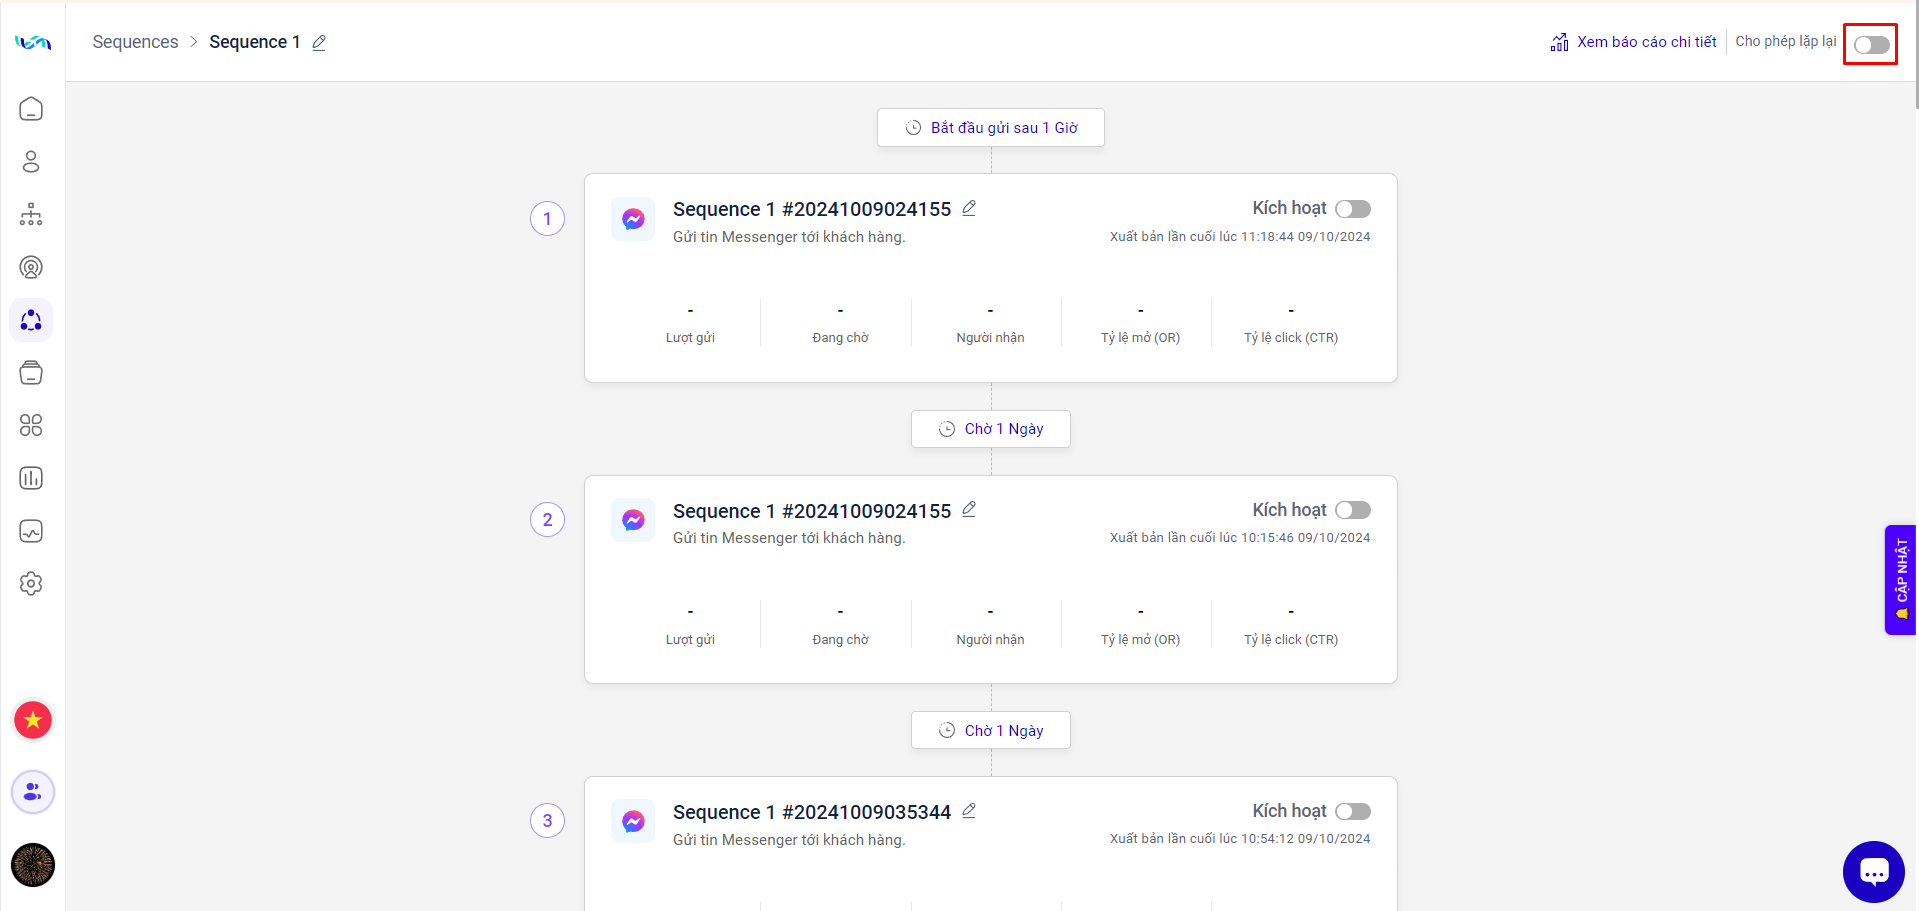 Sequences > Sequence 1
Xem báo cáo chi tiết
Cho phép lặp lại
Bắt đầu gửi sau 1 Giờ
1
Sequence 1 #20241009024155
Kích hoạt
Gửi tin Messenger tới khách hàng.
Xuất bản lần cuối lúc 11:18:44 09/10/2024
- - - - -
Lượt gửi Đang chờ Người nhận Tỷ lệ mở (OR) Tỷ lệ click (CTR)
Chờ 1 Ngày
2
Sequence 1 #20241009024155
Kích hoạt
Gửi tin Messenger tới khách hàng.
Xuất bản lần cuối lúc 10:15:46 09/10/2024
- - - - -
Lượt gửi Đang chờ Người nhận Tỷ lệ mở (OR) Tỷ lệ click (CTR)
CẬP NHẬT
Chờ 1 Ngày
3
Sequence 1 #20241009035344
Kích hoạt
Gửi tin Messenger tới khách hàng.
Xuất bản lần cuối lúc 10:54:12 09/10/2024